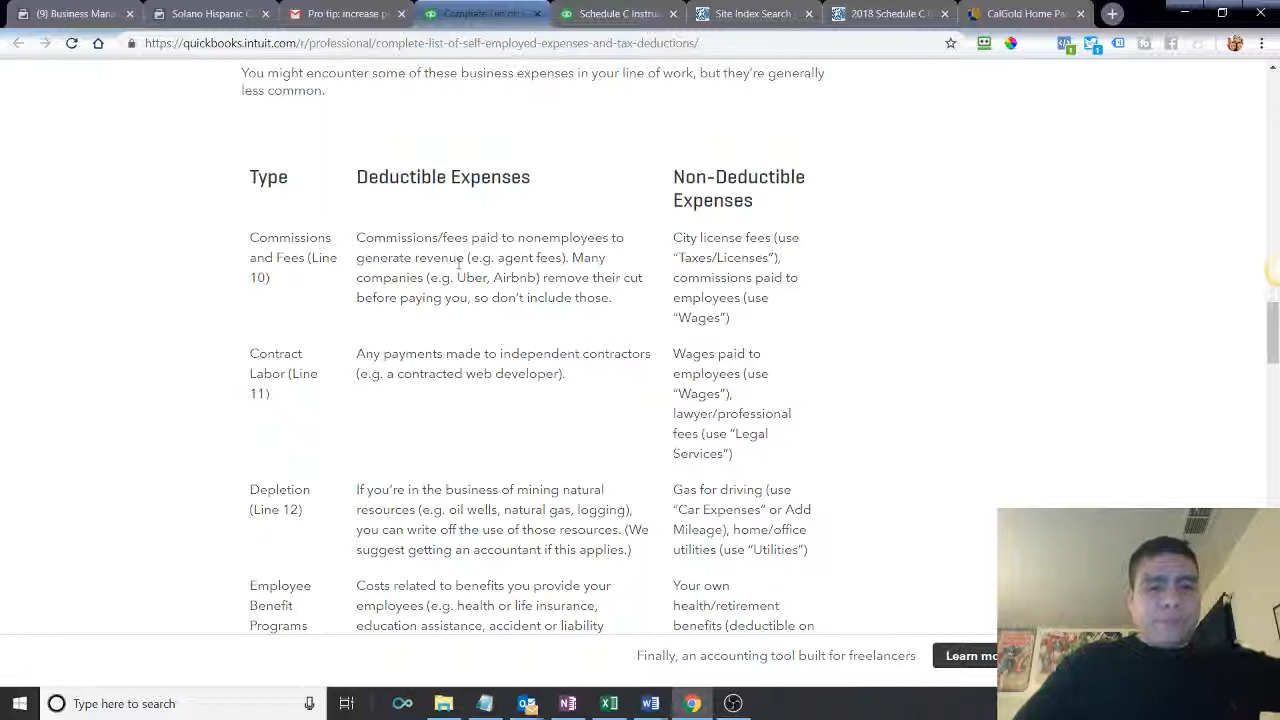 (9) Business Mana
Solano Hispanic C
Pro tip: increase p
Complete List of
Schedule C Instru
Site Index Search
2018 Schedule C
CalGold Home Pa
https://quickbooks.intuit.com/r/professional/complete-list-of-self-employed-expenses-and-tax-deductions/
You might encounter some of these business expenses in your line of work, but they're generally
less common.
Type
Deductible Expenses
Non-Deductible
Expenses
Commissions
and Fees (Line
10)
Commissions/fees paid to nonemployees to
generate revenue (e.g. agent fees). Many
companies (e.g. Uber, Airbnb) remove their cut
before paying you, so don't include those.
City license fees (use
“Taxes/Licenses”),
commissions paid to
employees (use
“Wages”)
Contract
Labor (Line
11)
Any payments made to independent contractors
(e.g. a contracted web developer).
Wages paid to
employees (use
“Wages”),
lawyer/professional
fees (use “Legal
Services”)
Depletion
(Line 12)
If you're in the business of mining natural
resources (e.g. oil wells, natural gas, logging),
you can write off the use of those resources. (We
suggest getting an accountant if this applies.)
Gas for driving (use
“Car Expenses” or Add
Mileage), home/office
utilities (use “Utilities”)
Employee
Benefit
Programs
Costs related to benefits you provide your
employees (e.g. health or life insurance,
education assistance, accident or liability
Your own
health/retirement
benefits (deductible on
Finally, an accounting tool built for freelancers
Learn mo
Type here to search